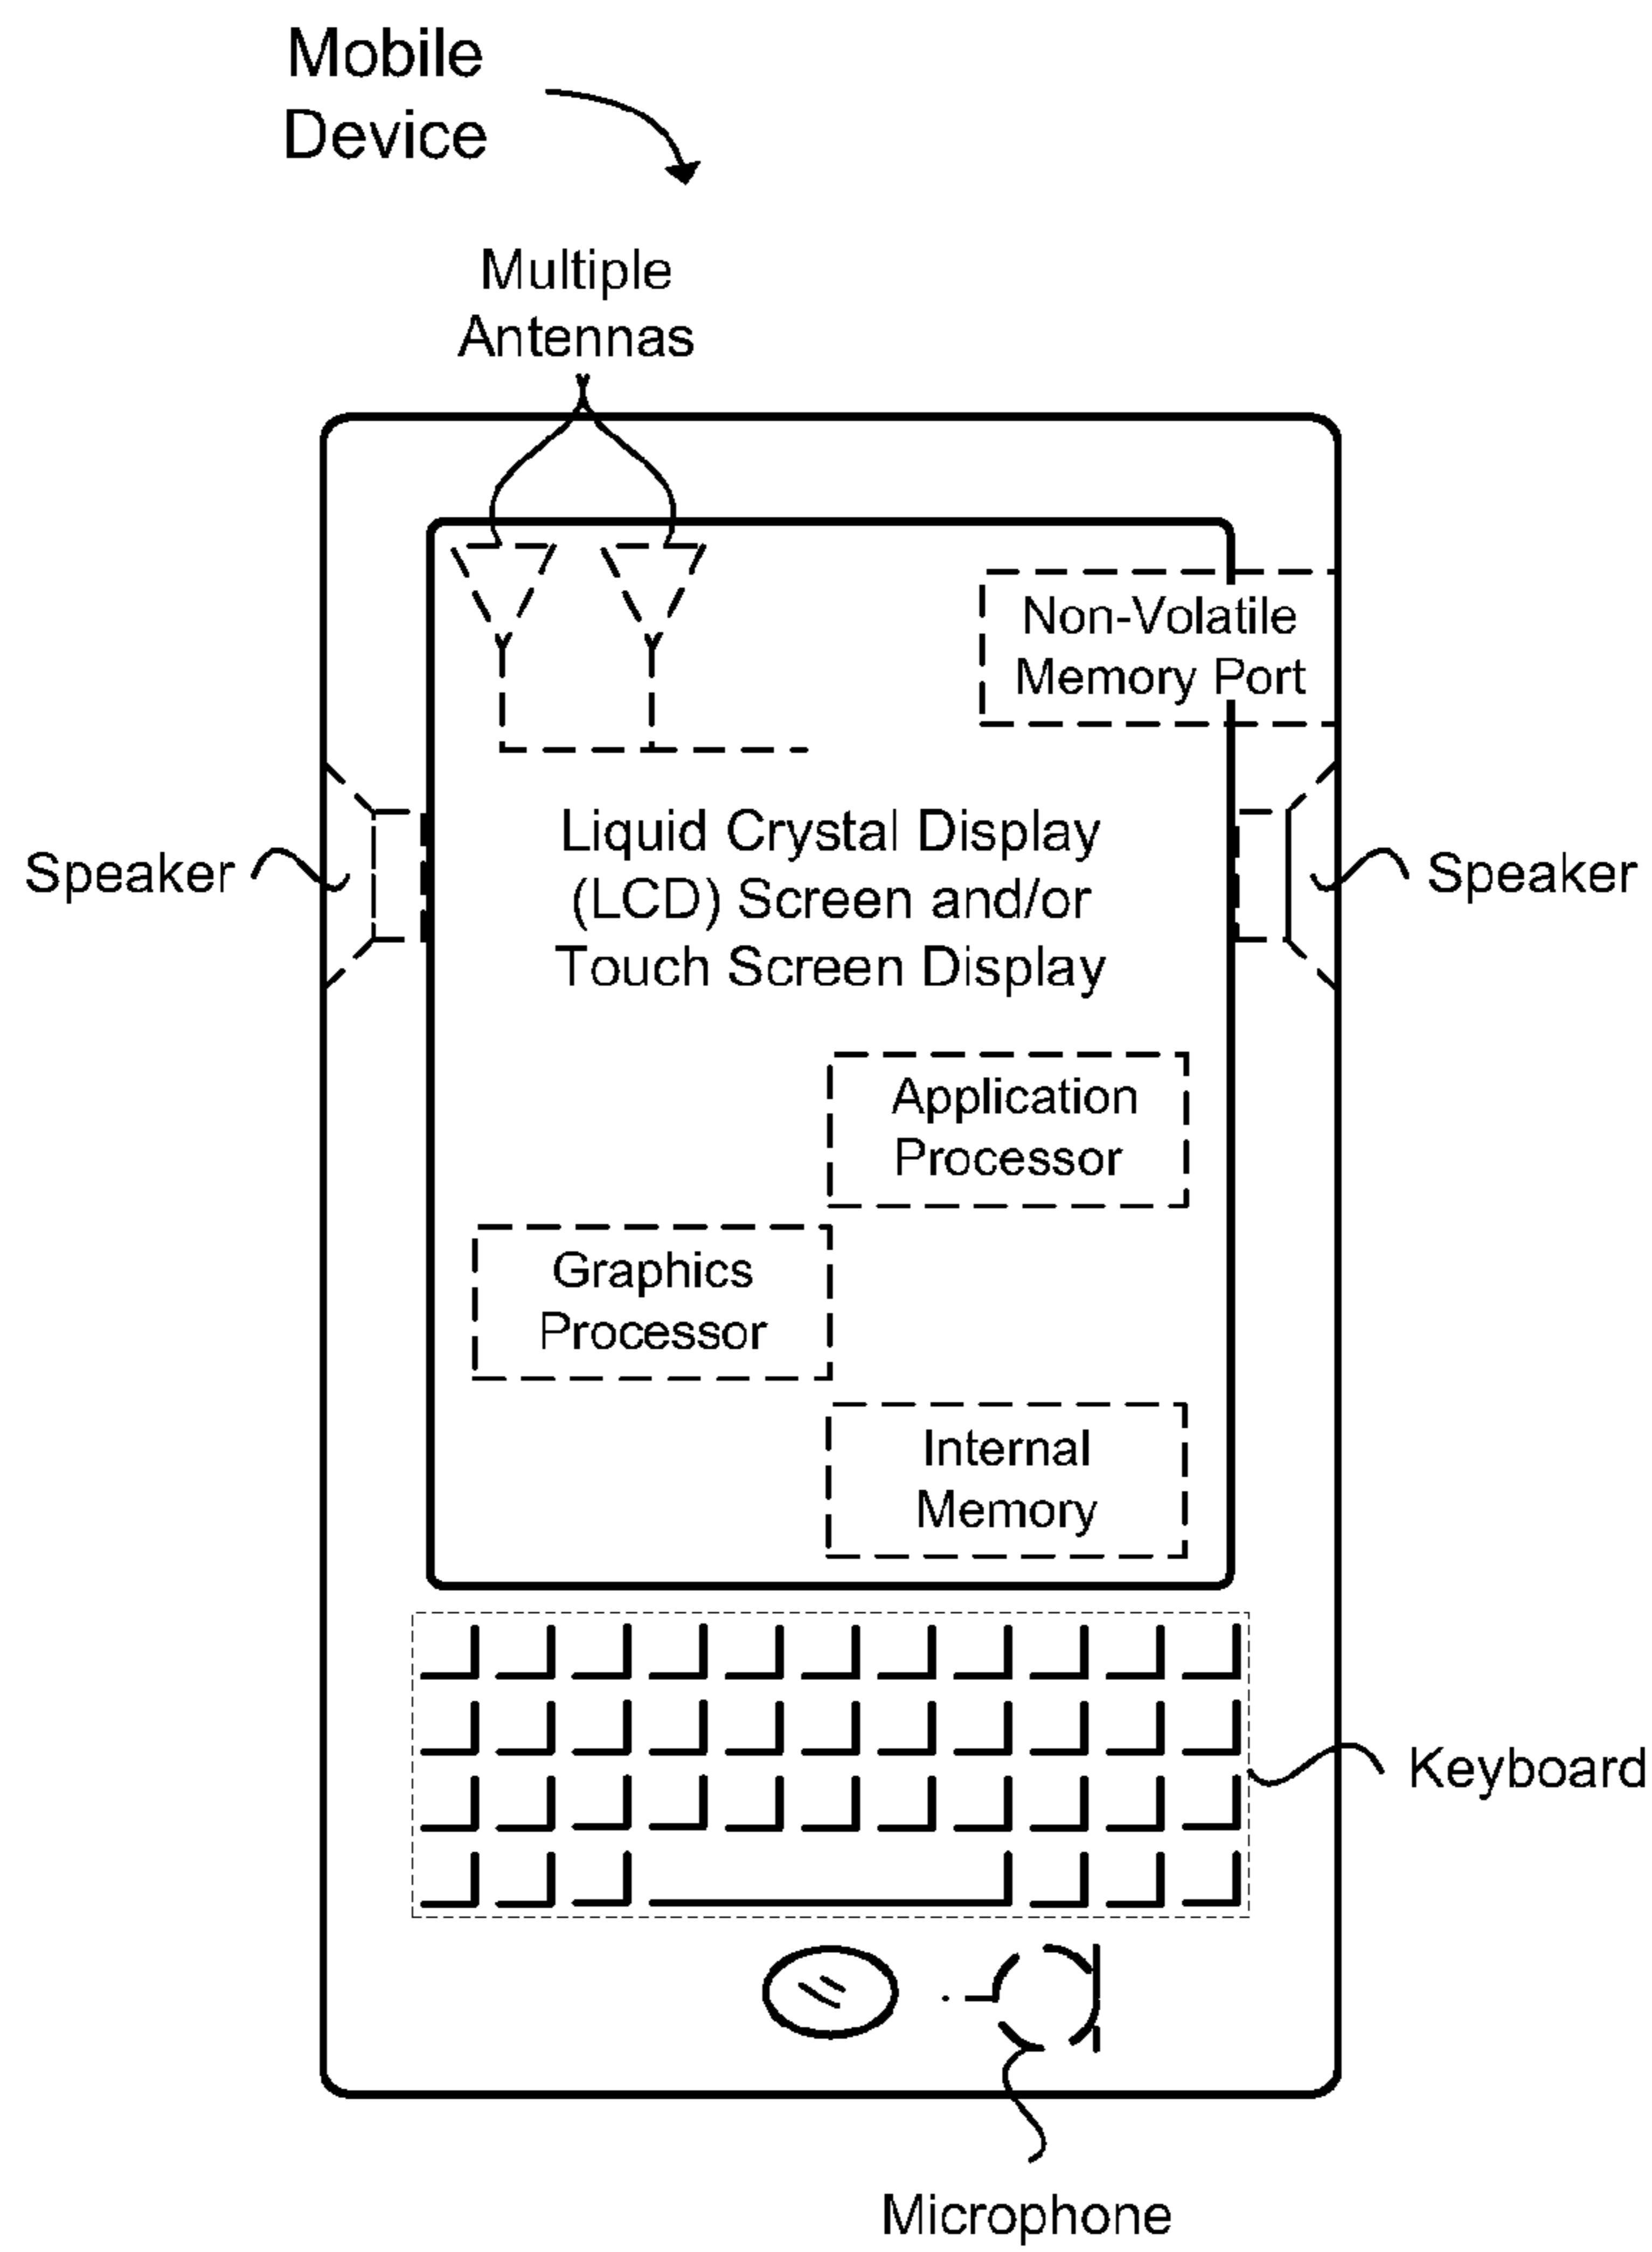 Mobile
Device
Multiple
Antennas
Non-Volatile
Memory Port
Speaker
Liquid Crystal Display
(LCD) Screen and/or
Touch Screen Display
Speaker
Application
Processor
Graphics
Processor
Internal
Memory
Keyboard
Microphone